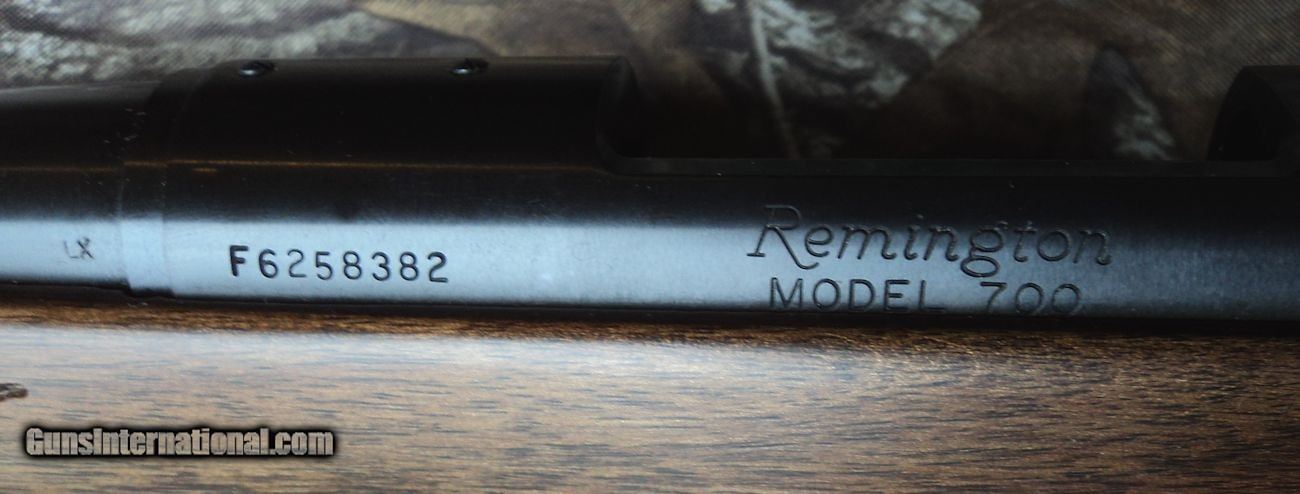 LX
F6258382
Remington
MODEL 700
GunsInternational.com